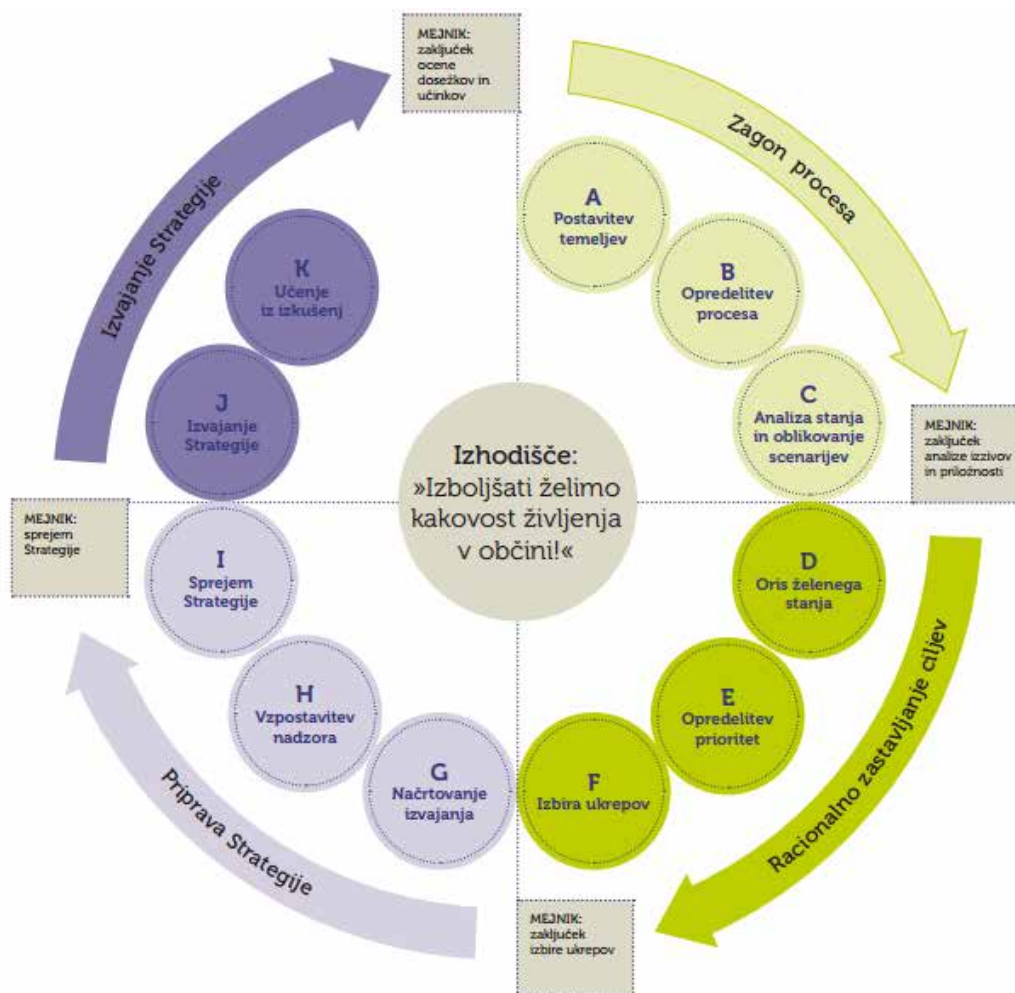 MEJNIK:
zaključek
ocene
dosežkov in
učinkov
Zagon procesa
A
Postavitev
temeljev
B
Opredelitev
procesa
C
Analiza stanja
in oblikovanje
scenarijev
MEJNIK:
zaključek
analize izzivov
in priložnosti
Izhodišče:
»Izboljšati želimo
kakovost življenja
v občini!«
D
Oris želenega
stanja
E
Opredelitev
prioritet
F
Izbira ukrepov
Racionalno zastavljanje ciljev
MEJNIK:
zaključek
izbire ukrepov
G
Načrtovanje
izvajanja
H
Vzpostavitev
nadzora
I
Sprejem
Strategije
Priprava Strategije
MEJNIK:
sprejem
Strategije
J
Izvajanje
Strategije
K
Učenje
iz izkušenj
Izvajanje Strategije